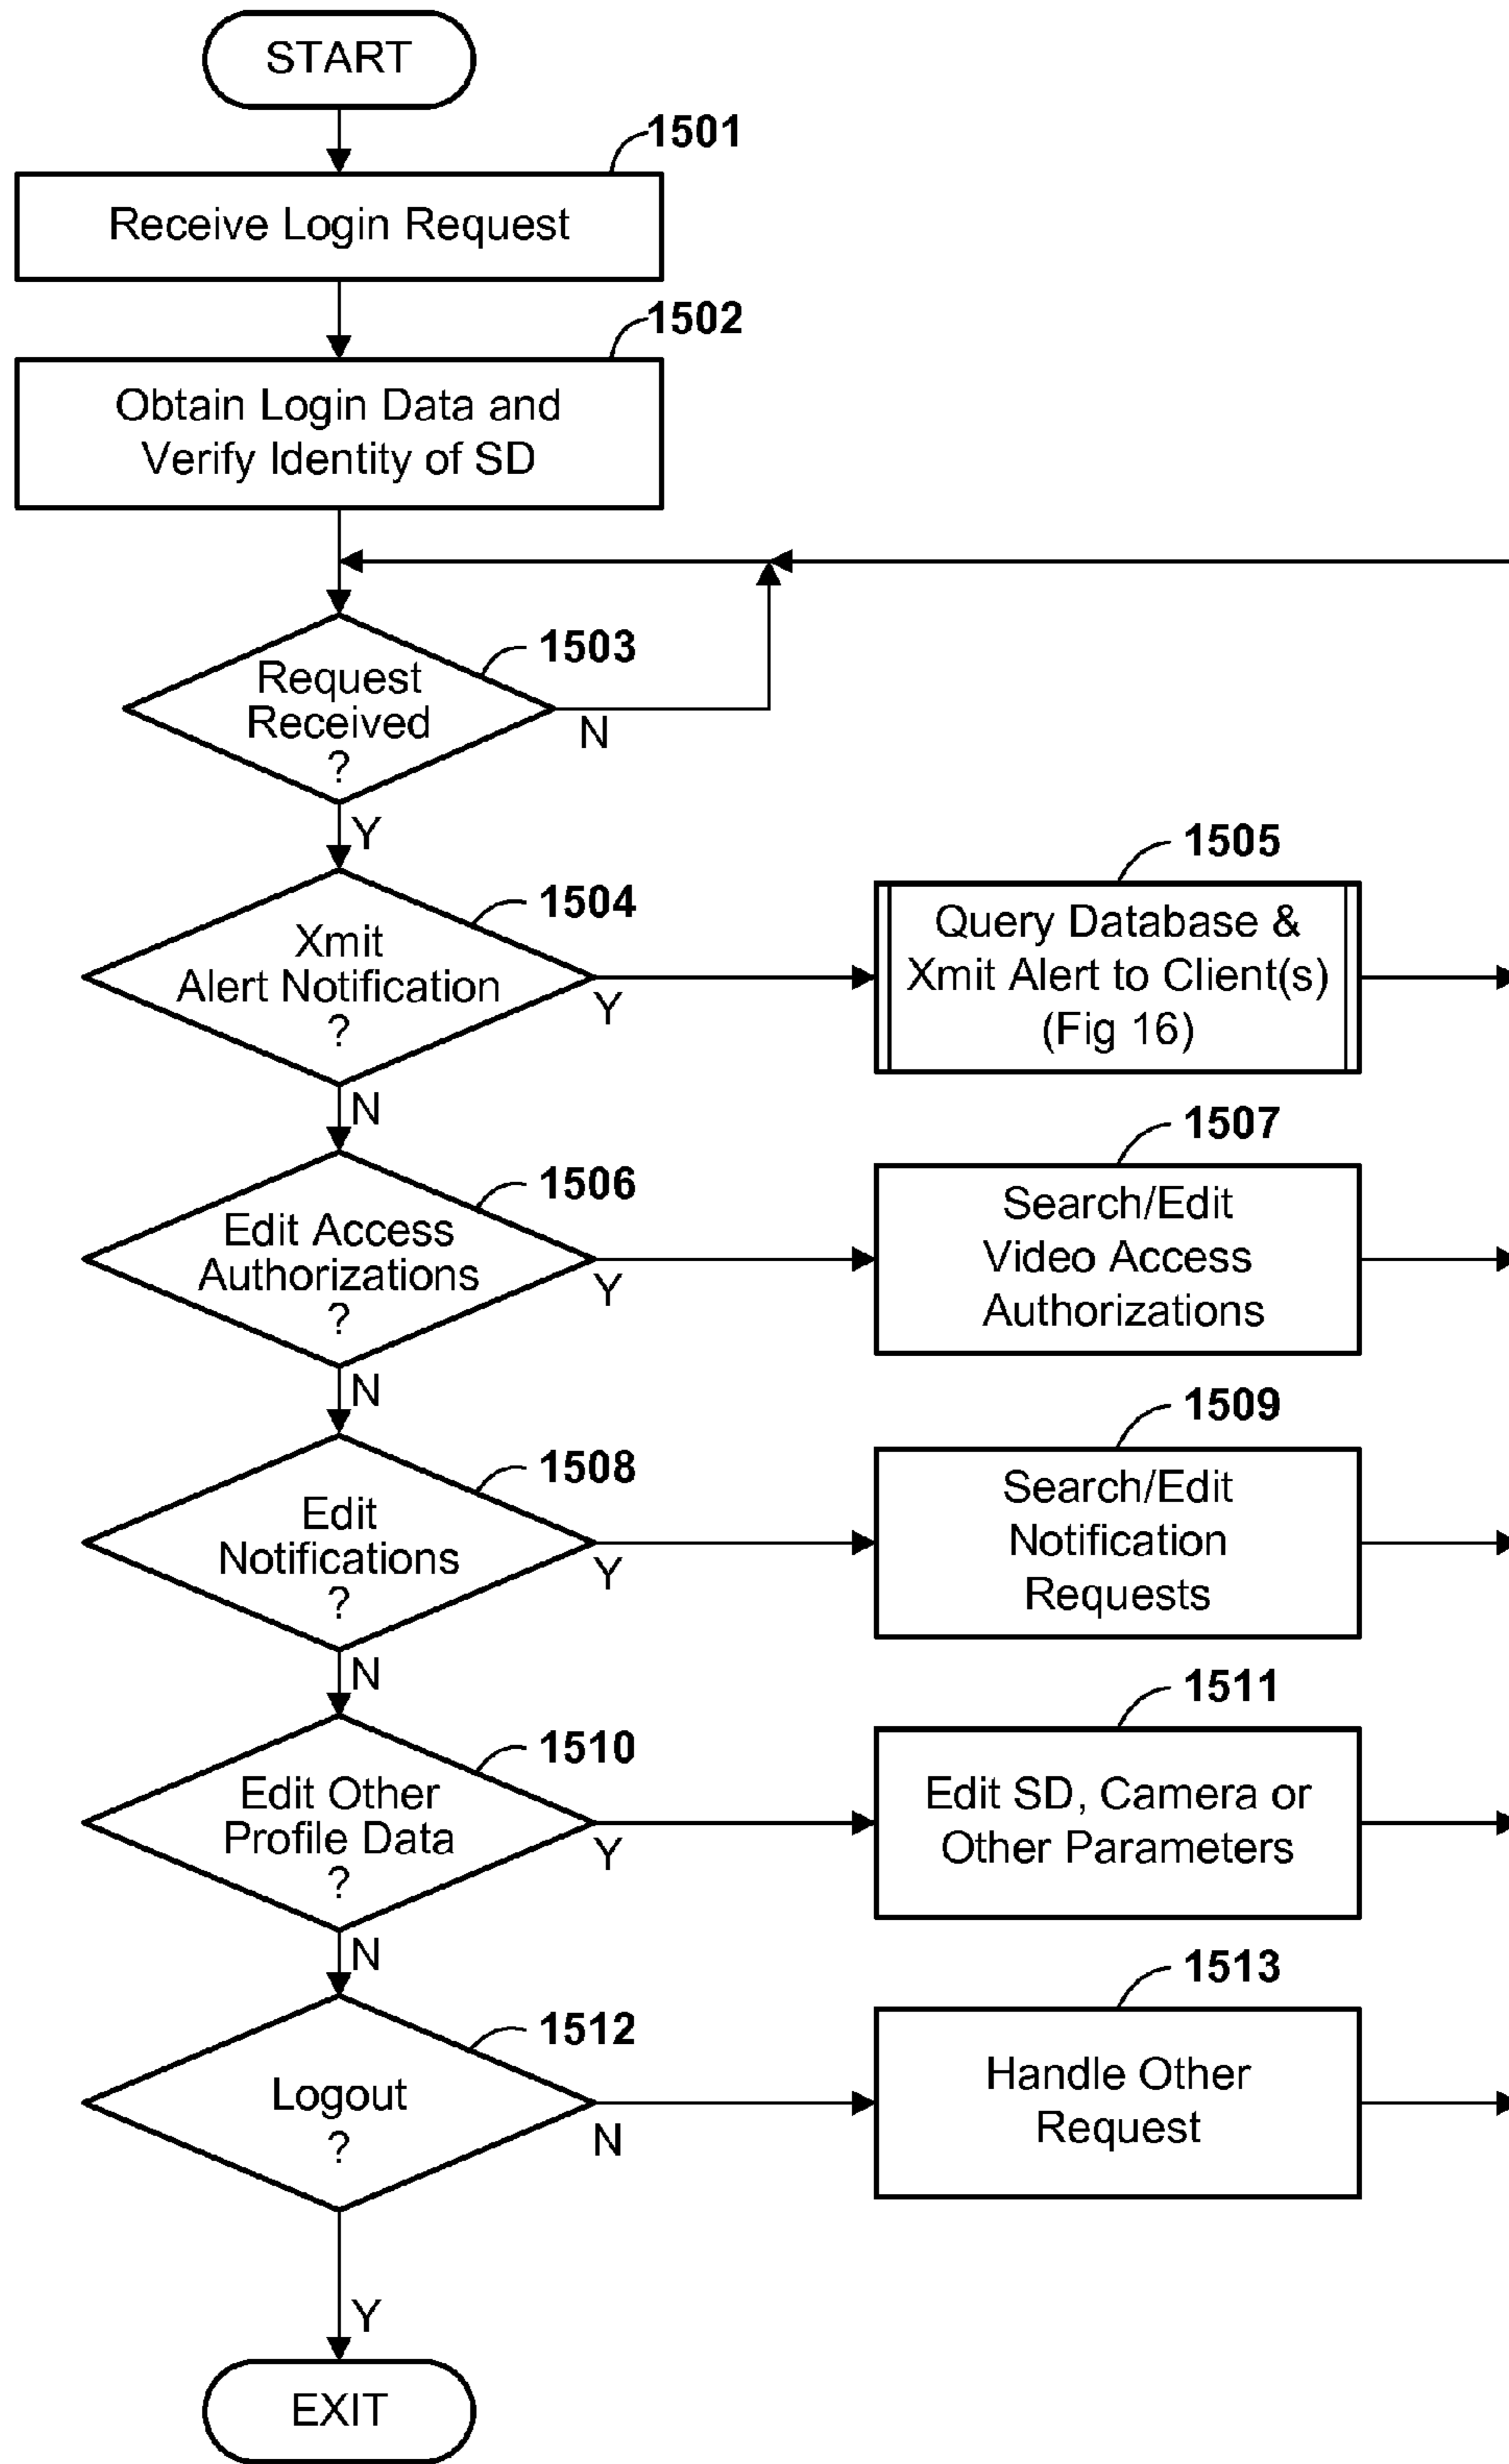 START
1501
Receive Login Request
1502
Obtain Login Data and
Verify Identity of SD
1503
Request
Received
?
N
Y
1504
Xmit
Alert Notification
?
Y
N
1505
Query Database &
Xmit Alert to Client(s)
(Fig 16)
1506
Edit Access
Authorizations
?
Y
N
1507
Search/Edit
Video Access
Authorizations
1508
Edit
Notifications
?
Y
N
1509
Search/Edit
Notification
Requests
1510
Edit Other
Profile Data
?
Y
N
1511
Edit SD, Camera or
Other Parameters
1512
Logout
?
N
Y
1513
Handle Other
Request
EXIT